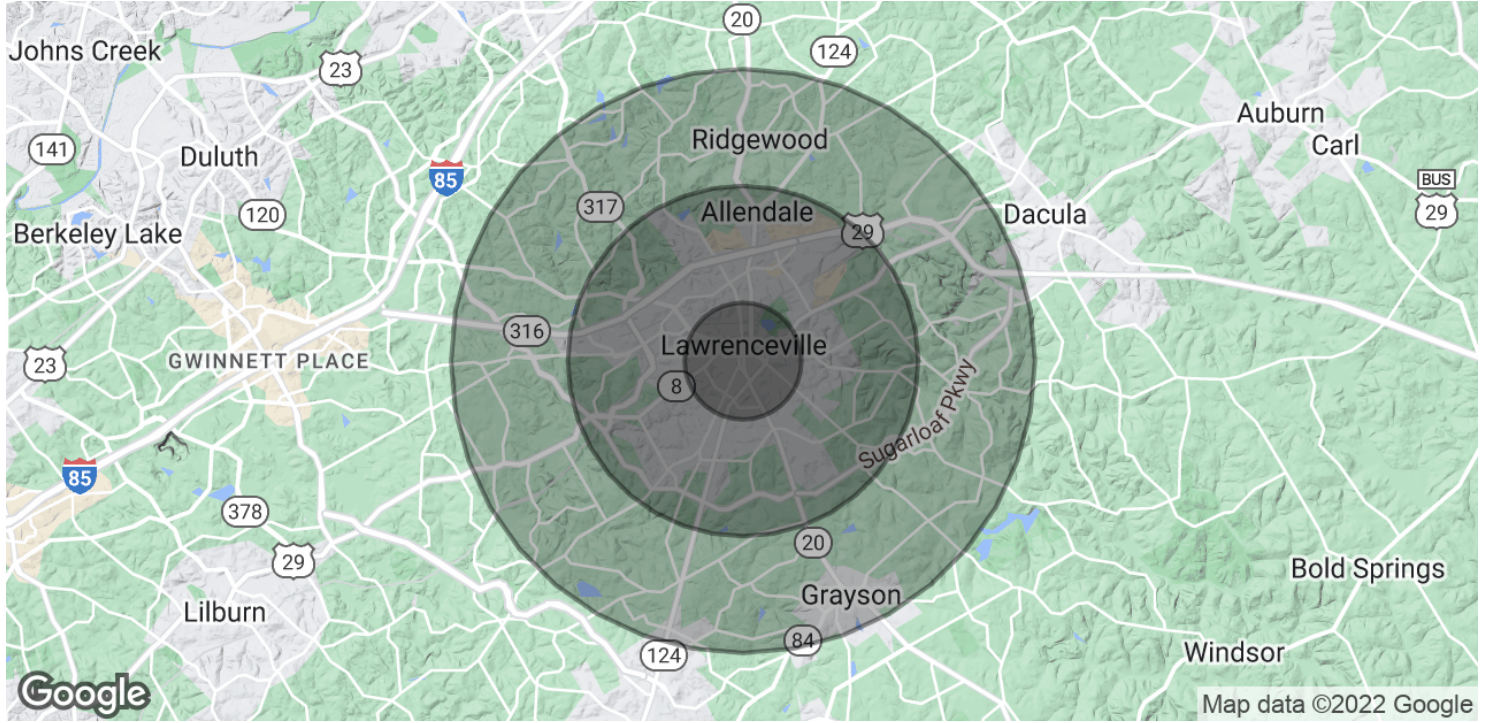 20
Johns Creek
124
23
Auburn
Ridgewood
Carl
141
Duluth
85
BUS
120
317
Allendale
Dacula
29
29
Berkeley Lake
316
Lawrenceville
GWINNETT PLACE
23
8
Sugarloaf Pkwy
85
378
20
29
Bold Springs
Grayson
Lilburn
84
124
Windsor
Google
Map data ©2022 Google